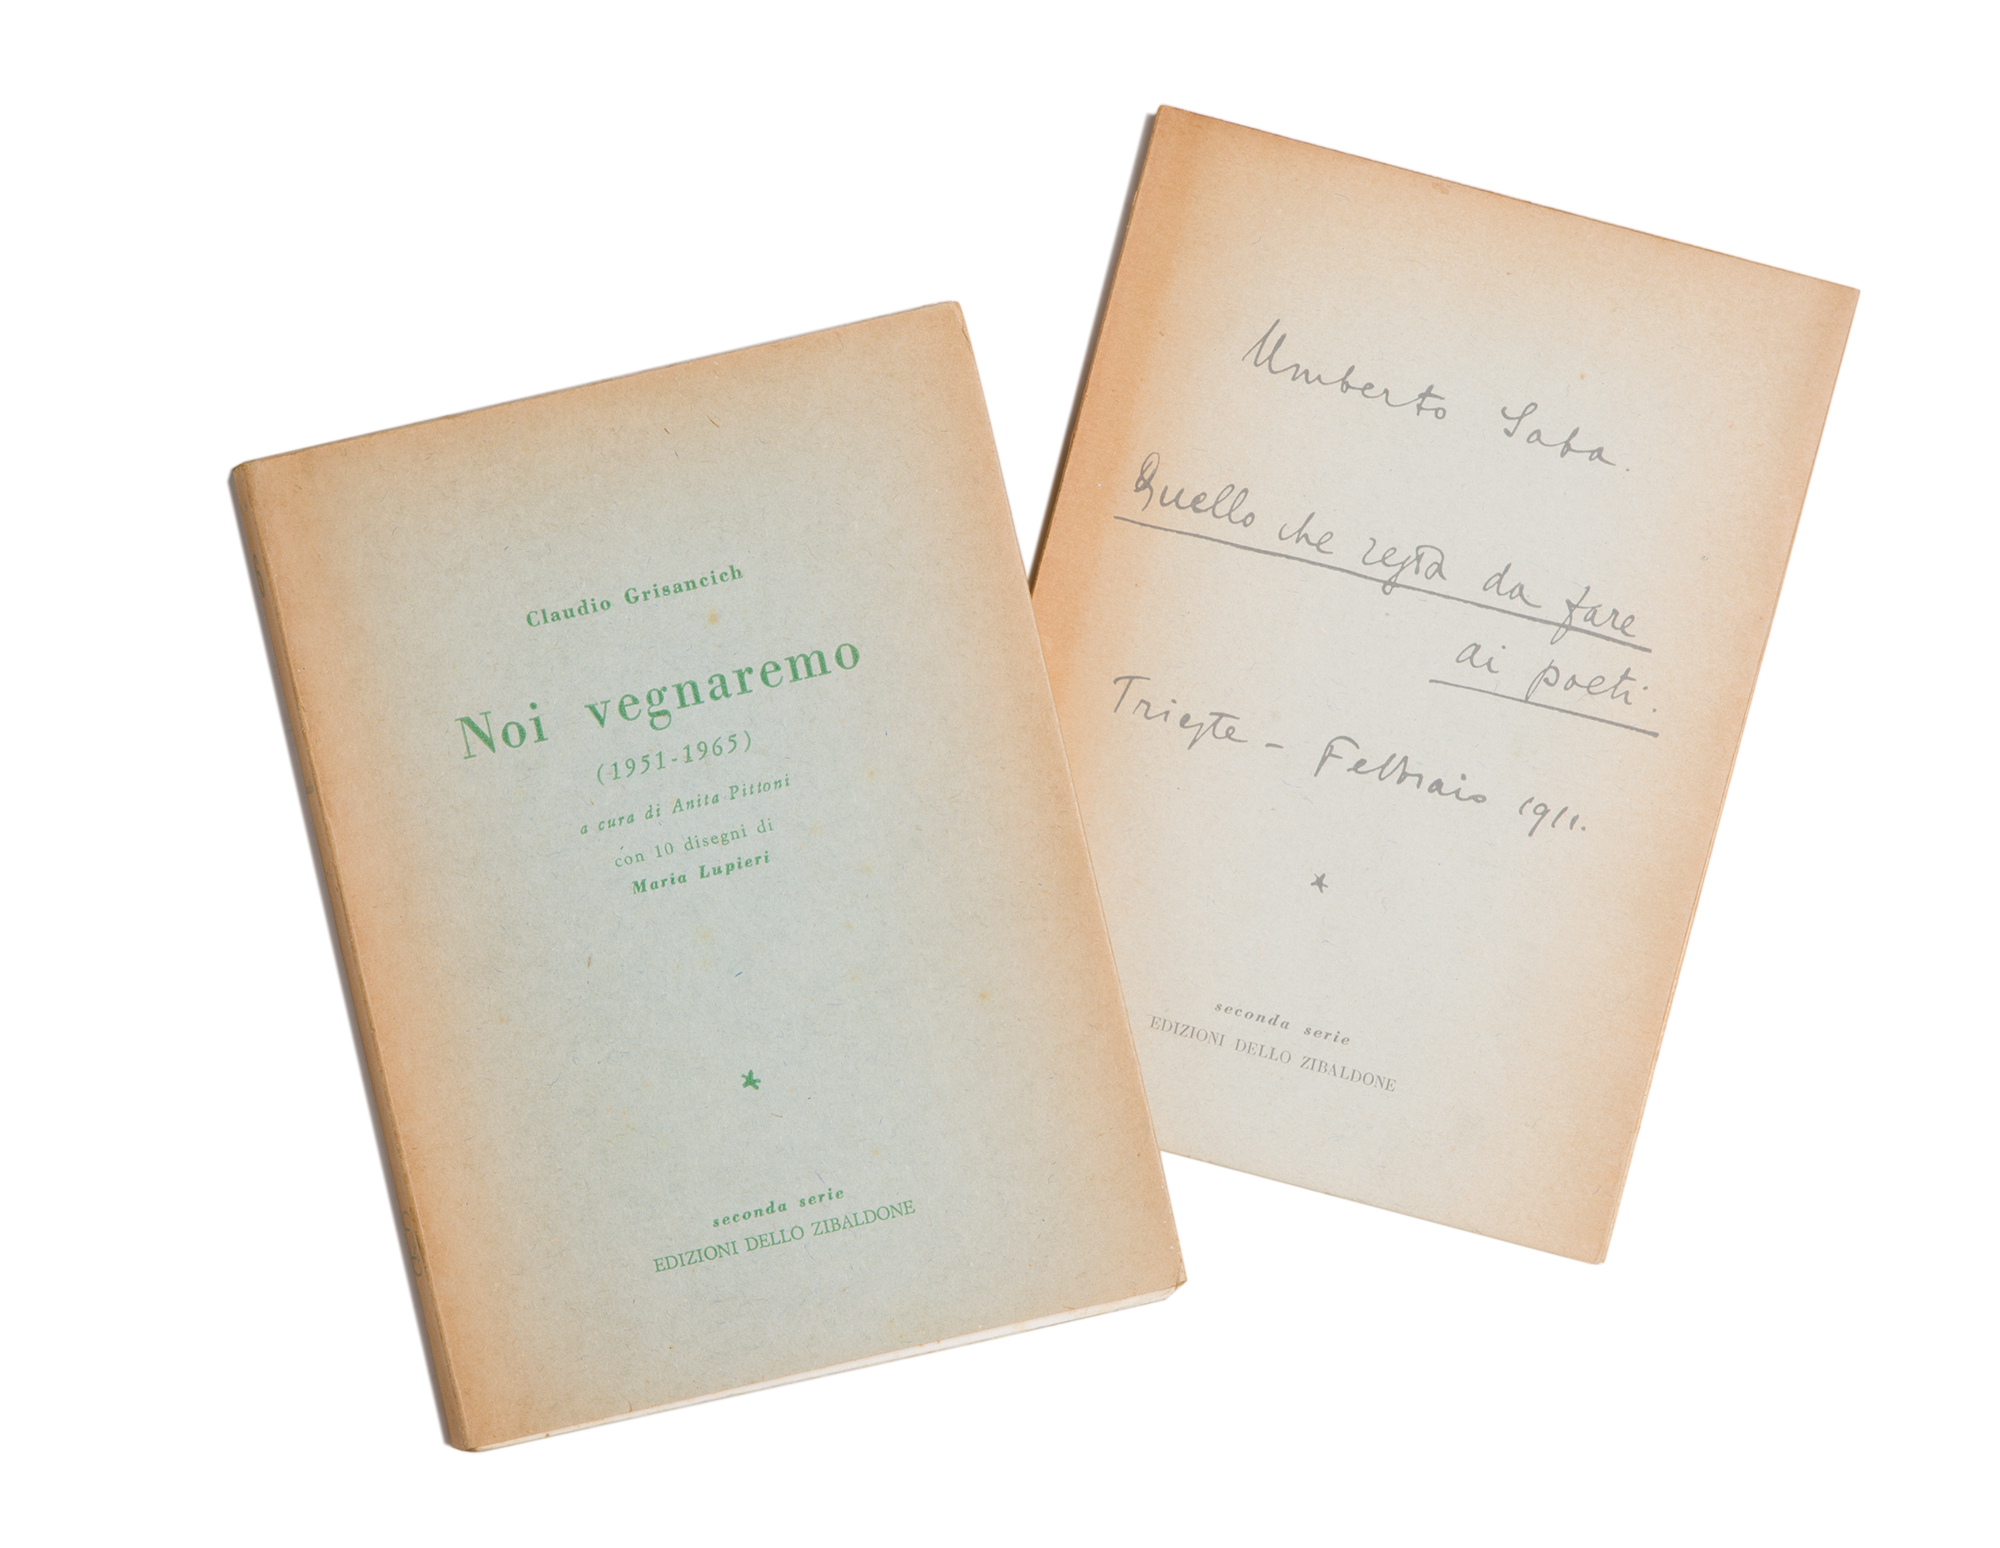 Claudio Grisancich
Noi vegnaremo
(1951-1965)
a cura di Anita Pittoni
con 10 disegni di
Maria Lupieri
seconda serie
EDIZIONI DELLO ZIBALDONE
Umberto Saba.
Quello che resta da fare
ai poeti.
Trieste - Febbraio 1911.
seconda serie
EDIZIONI DELLO ZIBALDONE